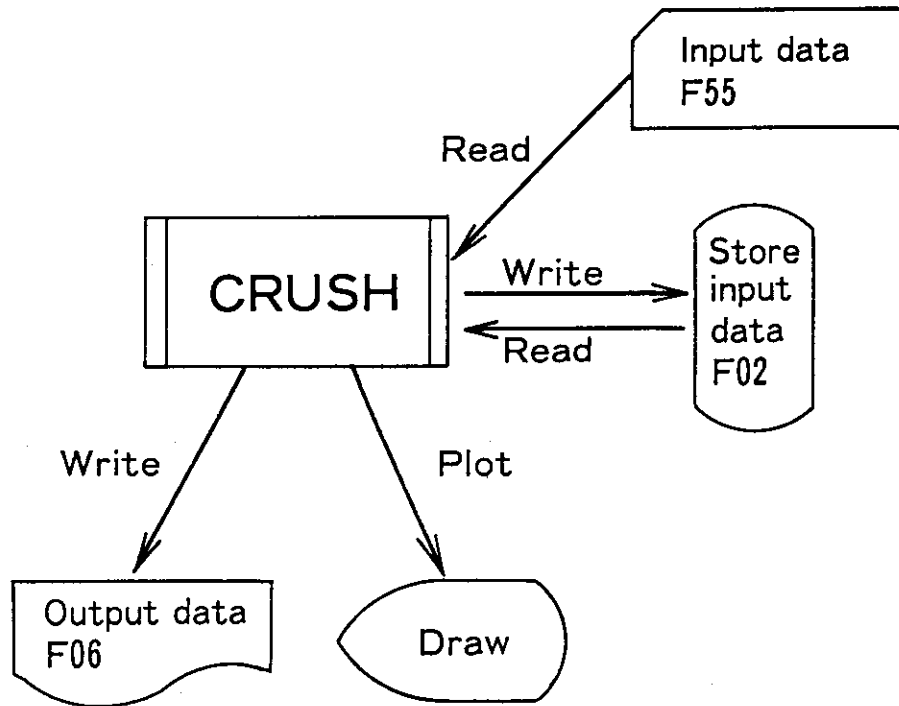 Input data
F55
Read
CRUSH
Write
Read
Store
input
data
F02
Write
Plot
Output data
F06
Draw